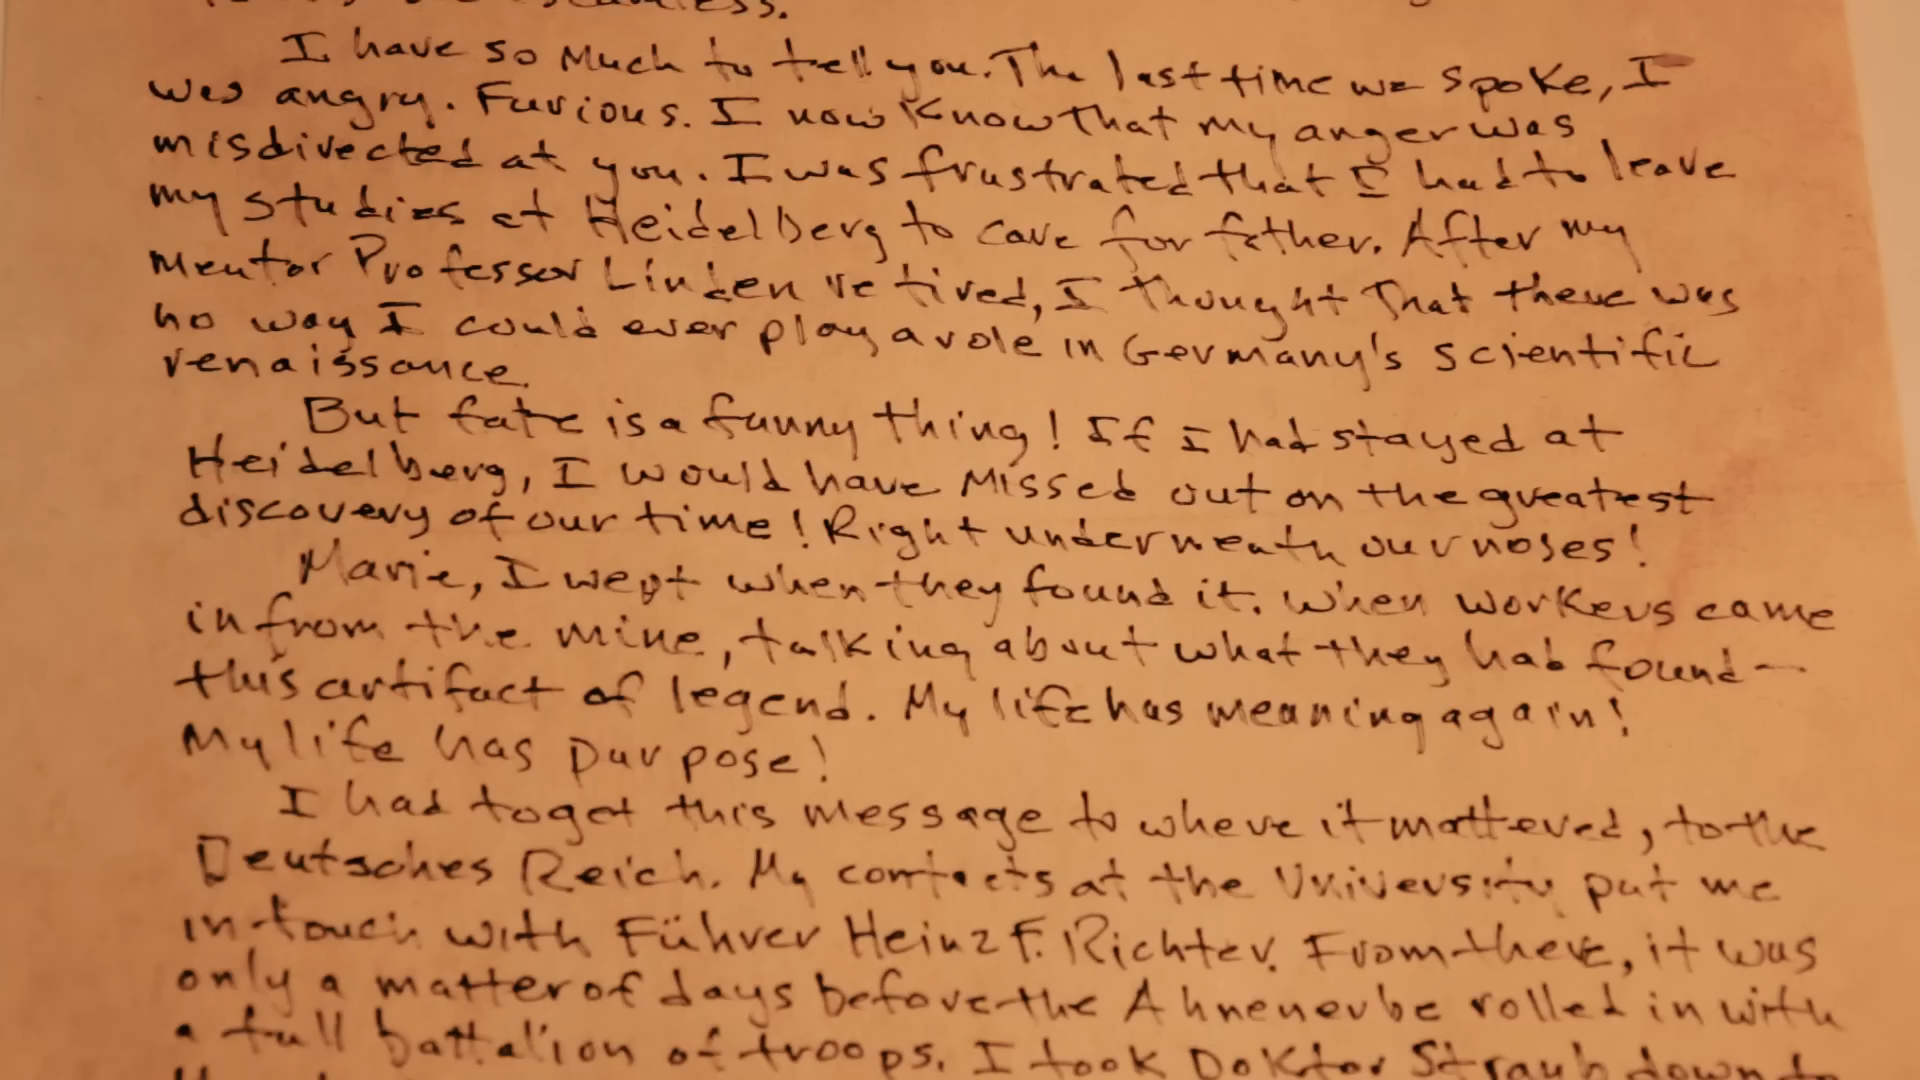 seamless.
I have so much to tell you. The last time we spoke, I
was angry. Furious. I now know that my anger was
misdirected at you. I was frustrated that I had to leave
my studies at Heidelberg to care for father. After my
mentor Professor Linden retired, I thought that there was
no way I could ever play a role in Germany's scientific
renaissance.
But fate is a funny thing! If I had stayed at
Heidelberg, I would have missed out on the greatest
discovery of our time! Right underneath our noses!
Marie, I wept when they found it. When workers came
in from the mine, talking about what they had found—
this artifact of legend. My life has meaning again!
My life has purpose!
I had to get this message to where it mattered, to the
Deutsches Reich. My contacts at the University put me
in touch with Führer Heinz F. Richter. From there, it was
only a matter of days before the Ahnenerbe rolled in with
a full battalion of troops. I took Doktor Straub down to